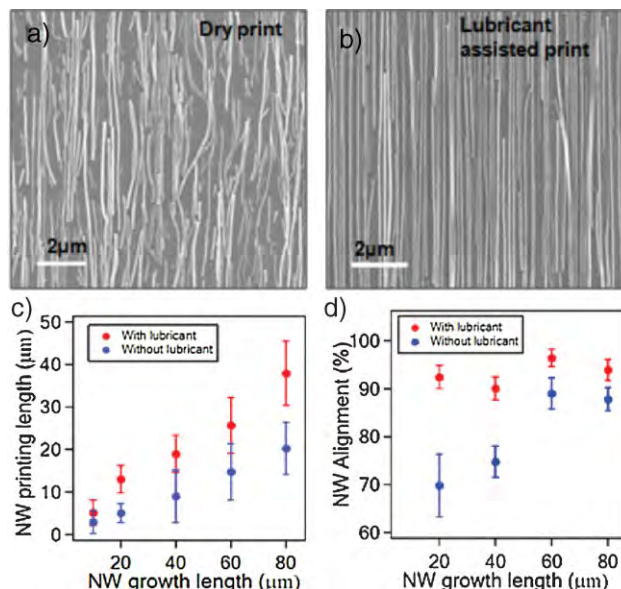 a) Dry print
2μm
b) Lubricant
assisted print
2μm
c)
With lubricant
Without lubricant
NW printing length (μm)
50
40
30
20
10
0
20 40 60 80
NW growth length (μm)
d)
With lubricant
Without lubricant
NW Alignment (%)
100
90
80
70
60
20 40 60 80
NW growth length (μm)